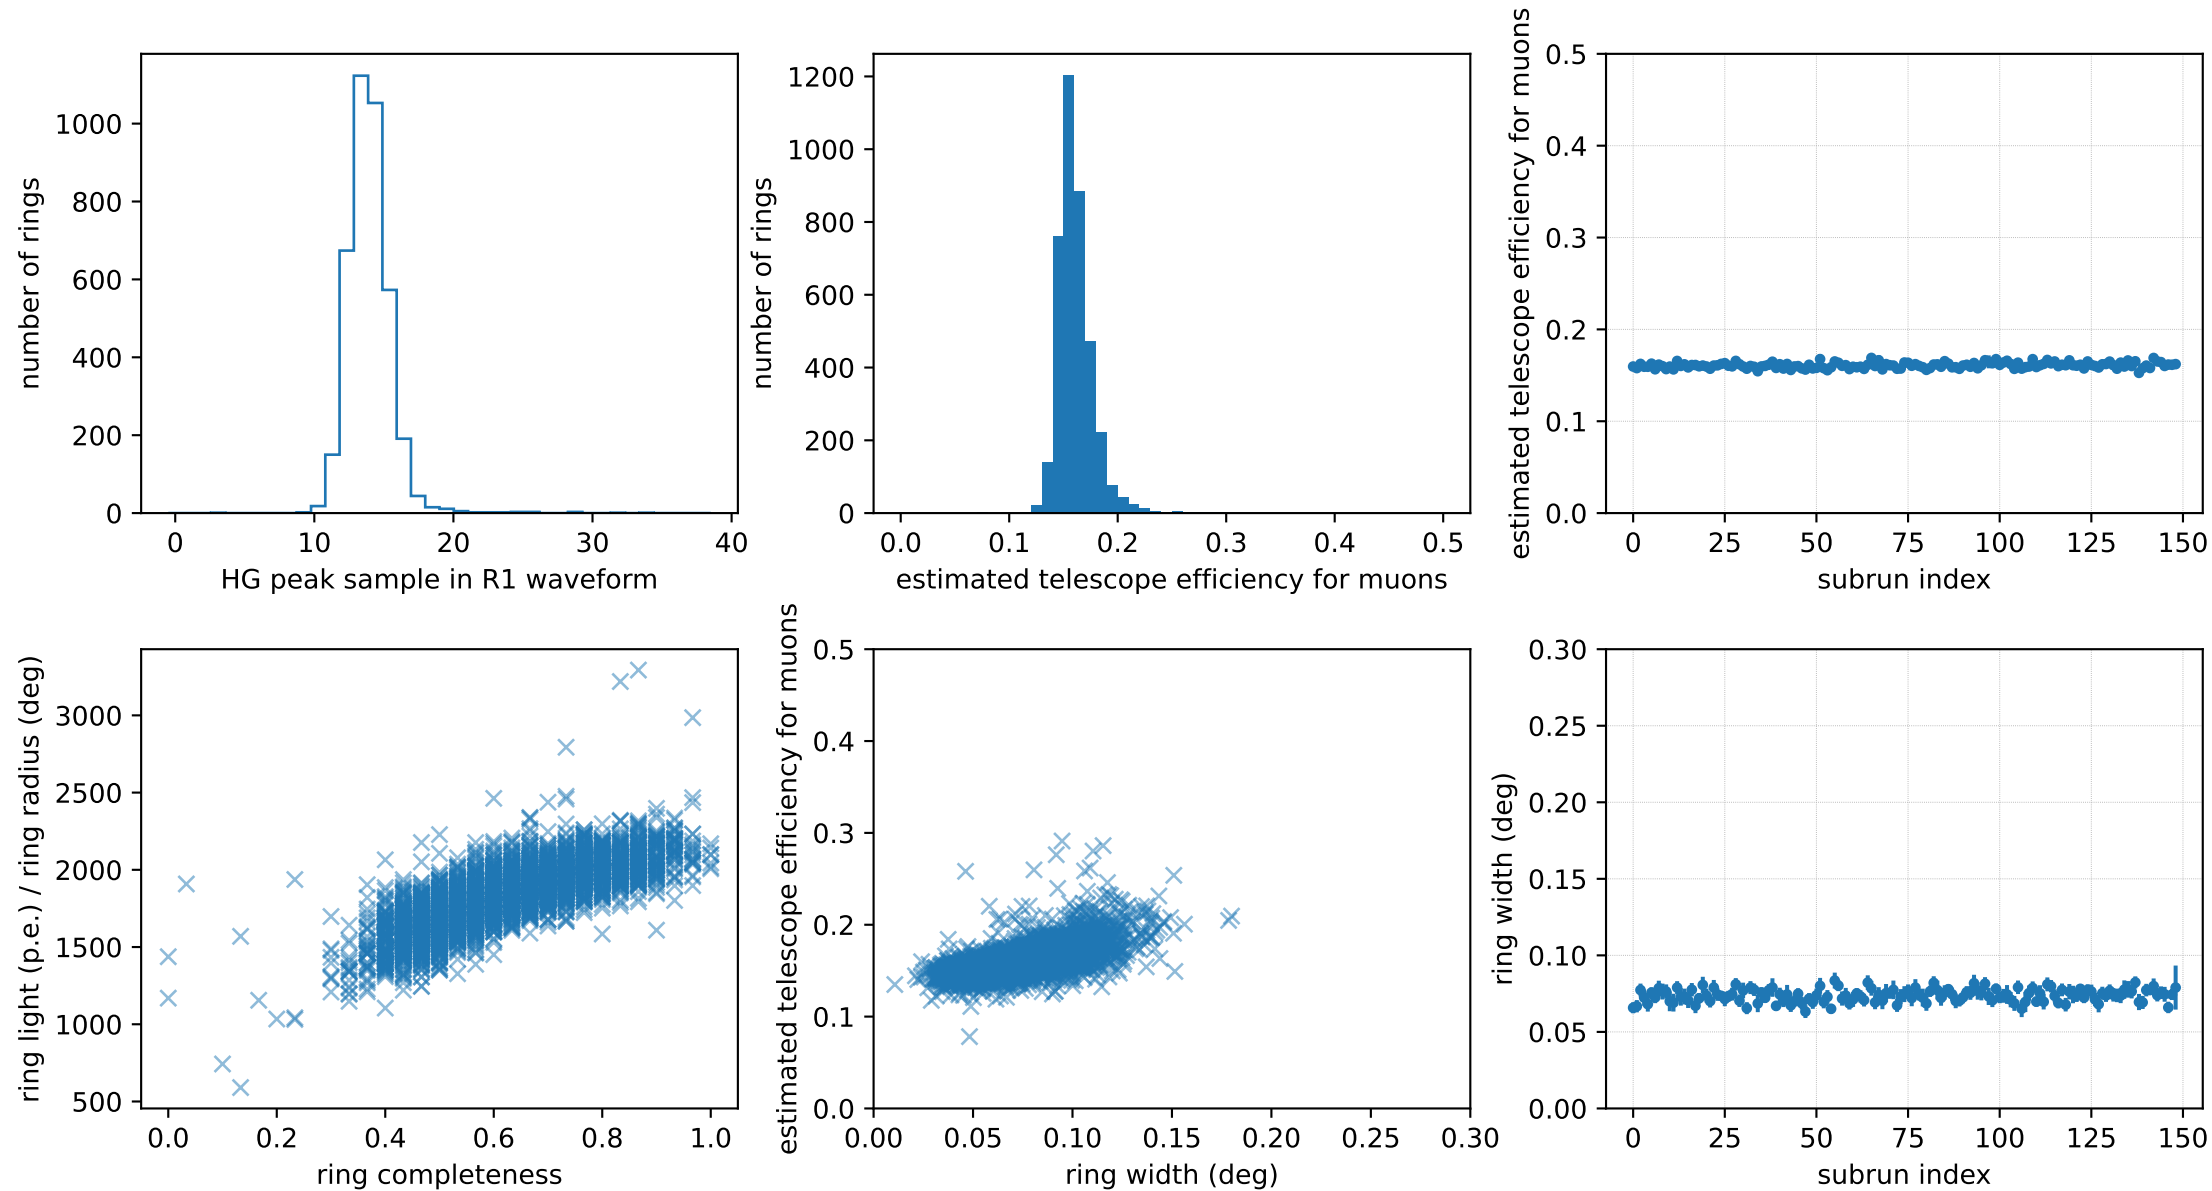 number of rings
1000
800
600
400
200
0
0 10 20 30 40
HG peak sample in R1 waveform
number of rings
1200
1000
800
600
400
200
0
0.0 0.1 0.2 0.3 0.4 0.5
estimated telescope efficiency for muons
estimated telescope efficiency for muons
0.5
0.4
0.3
0.2
0.1
0.0
0 25 50 75 100 125 150
subrun index
ring light (p.e.) / ring radius (deg)
3000
2500
2000
1500
1000
500
0.0 0.2 0.4 0.6 0.8 1.0
ring completeness
estimated telescope efficiency for muons
0.5
0.4
0.3
0.2
0.1
0.0
0.00 0.05 0.10 0.15 0.20 0.25 0.30
ring width (deg)
ring width (deg)
0.30
0.25
0.20
0.15
0.10
0.05
0.00
0 25 50 75 100 125 150
subrun index